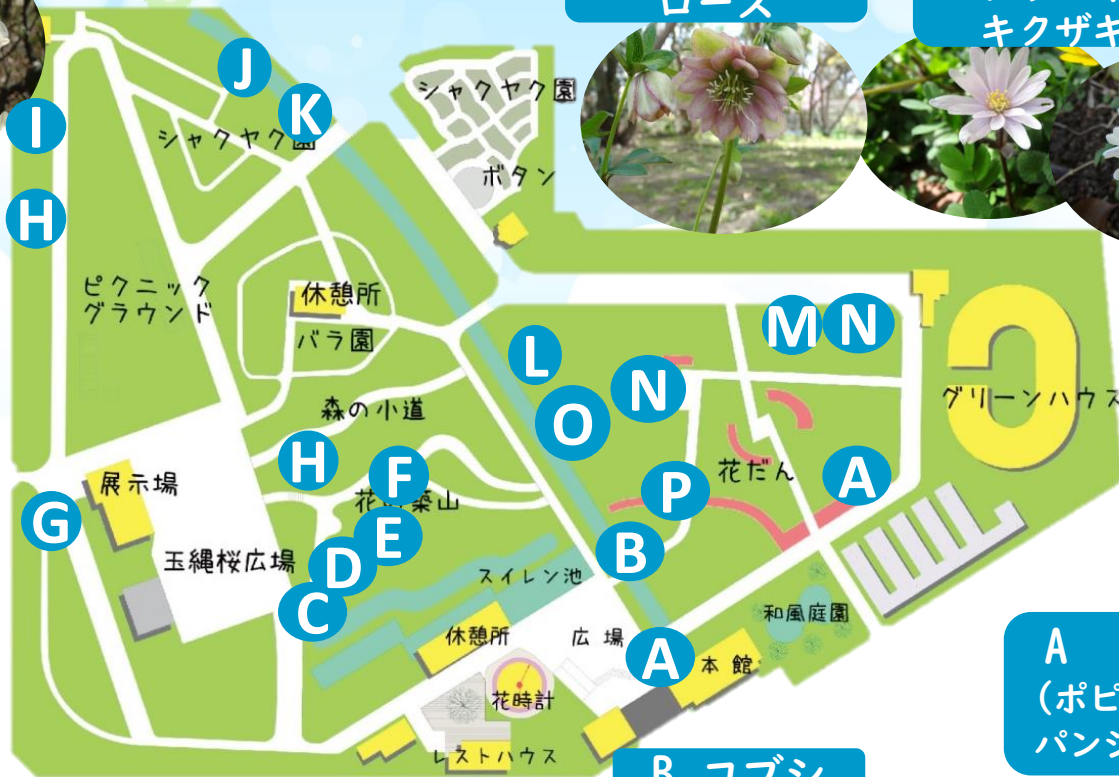 ローズ
キクザキ
J
K
I
H
シャクヤク園
シャクヤク園
ボタン
ピクニック
グラウンド
休憩所
バラ園
森の小道
L
O
N
M
N
グリーンハウス
H
F
E
D
C
G
展示場
玉縄桜広場
花だん
P
A
B
スイレン池
和風庭園
休憩所
広場
A
本館
花時計
レストハウス
A
(ポピ
パンジ
B コブシ